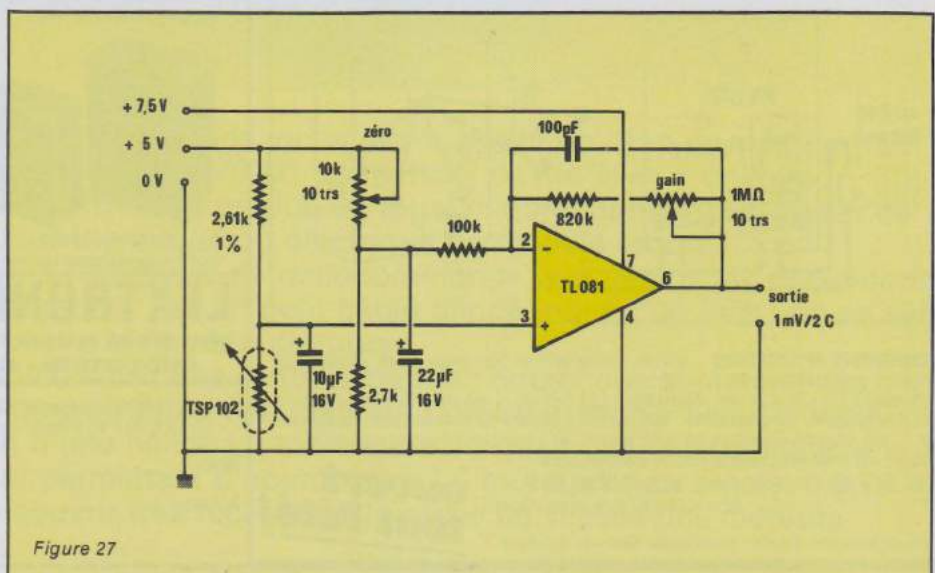 + 7,5 V
+ 5 V
0 V
zéro
10k
10 trs
2,61k
1%
100pF
820k
gain
1MΩ
10 trs
100k
2
3
7
6
4
TL081
sortie
1mV/2 C
TSP102
10µF
16V
2,7k
22µF
16V
Figure 27